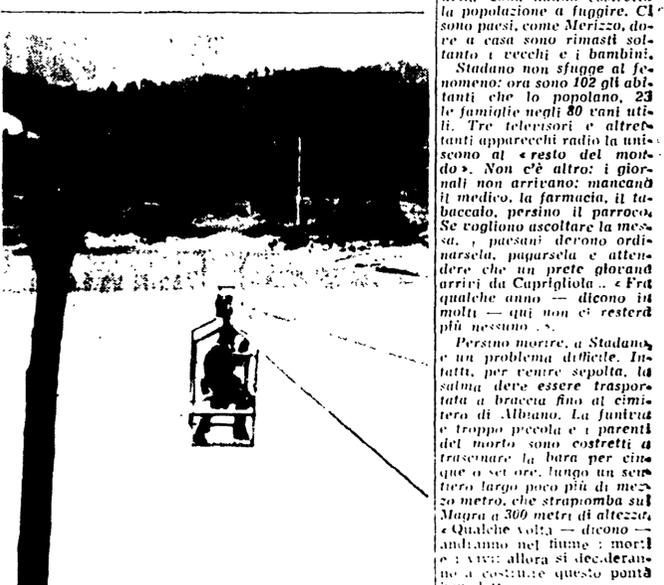 la popolazione a fuggire. Ci
sono paesi, come Merizzo, do-
ve a casa sono rimasti sol-
tanto i vecchi e i bambini.
Stadano non sfugge al fe-
nomeno: ora sono 102 gli abi-
tanti che lo popolano, 23
le famiglie negli 80 vani uti-
li. Tre televisori e altret-
tanti apparecchi radio la uni-
scono al « resto del mon-
do ». Non c'è altro: i gior-
nali non arrivano; mancano
il medico, la farmacia, il ta-
baccaio, persino il parroco.
Se vogliono ascoltare la mes-
sa, i paesani devono ordi-
narsela, pagarsela e atten-
dere che un prete giovane
arrivi da Caprigliola .. « Fra
qualche anno — dicono in
molti — qui non ci resterà
più nessuno . ».
Persino morire, a Stadano,
è un problema difficile. In-
fatti, per venire sepolta, la
salma deve essere traspor-
tata a braccia fino al cimi-
tero di Albiano. La funivia
è troppo piccola e i parenti
del morto sono costretti a
trascinare la bara per cin-
que o sei ore, lungo un sen-
tiero largo poco più di mez-
zo metro, che strapiomba sul
Magra a 300 metri di altezza.
« Qualche volta — dicono —
andranno nel fiume i morti
e i vivi: allora si decideran-
no a costruire questo ponte